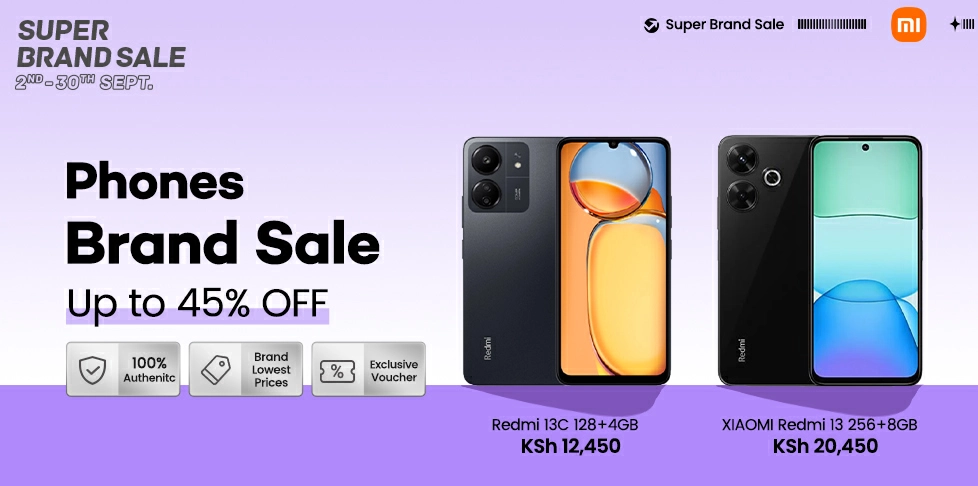 SUPER
BRAND SALE
2ND - 30TH SEPT.
Super Brand Sale
mi
Phones
Brand Sale
Up to 45% OFF
100%
Authenitc
Brand
Lowest
Prices
%
Exclusive
Voucher
Redmi
Redmi
Redmi 13C 128+4GB
KSh 12,450
XIAOMI Redmi 13 256+8GB
KSh 20,450